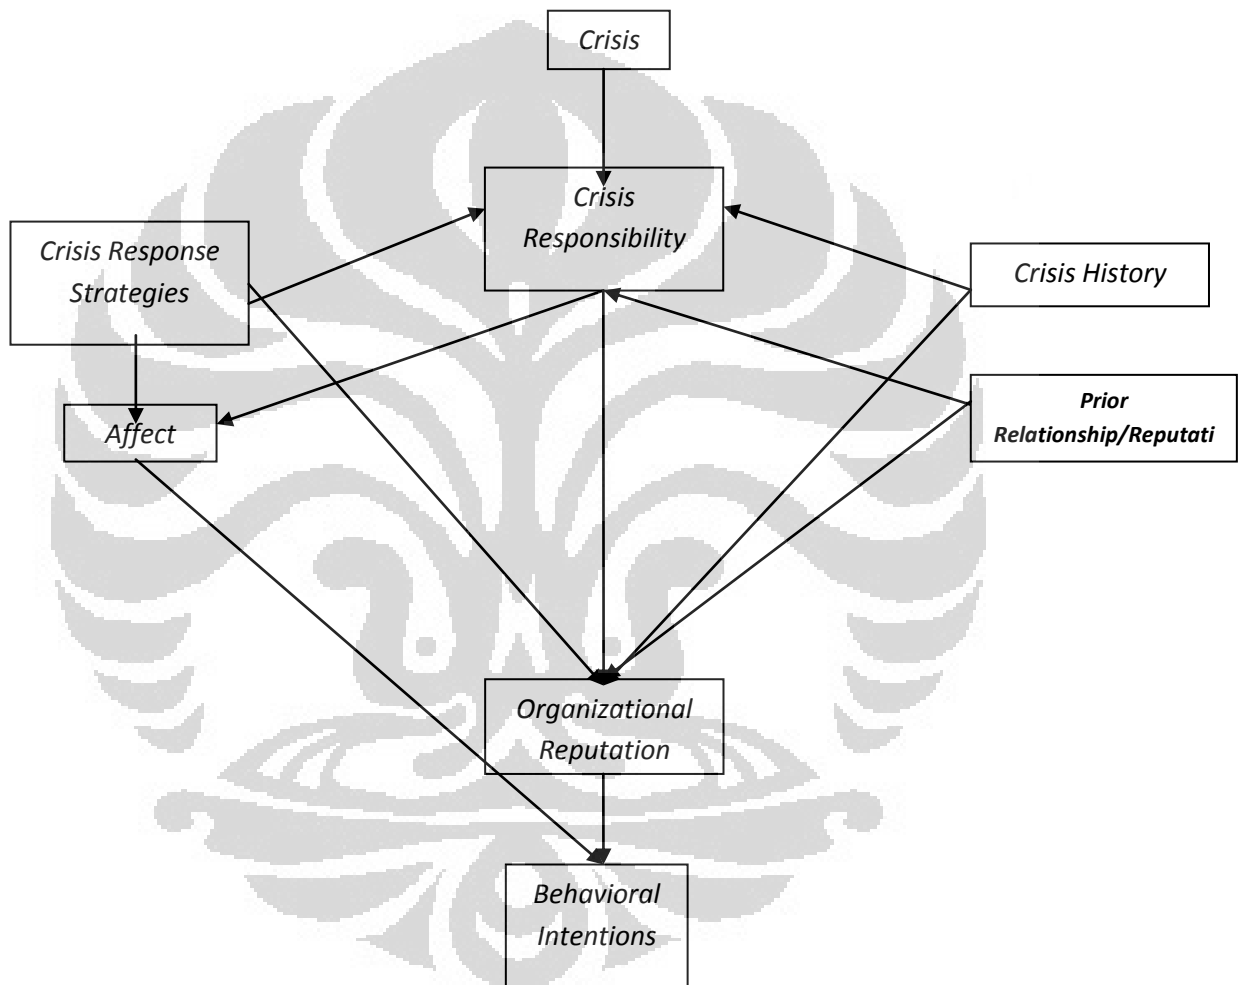 Crisis
Crisis
Responsibility
Crisis Response
Strategies
Crisis History
Prior
Relationship/Reputati
Affect
Organizational
Reputation
Behavioral
Intentions